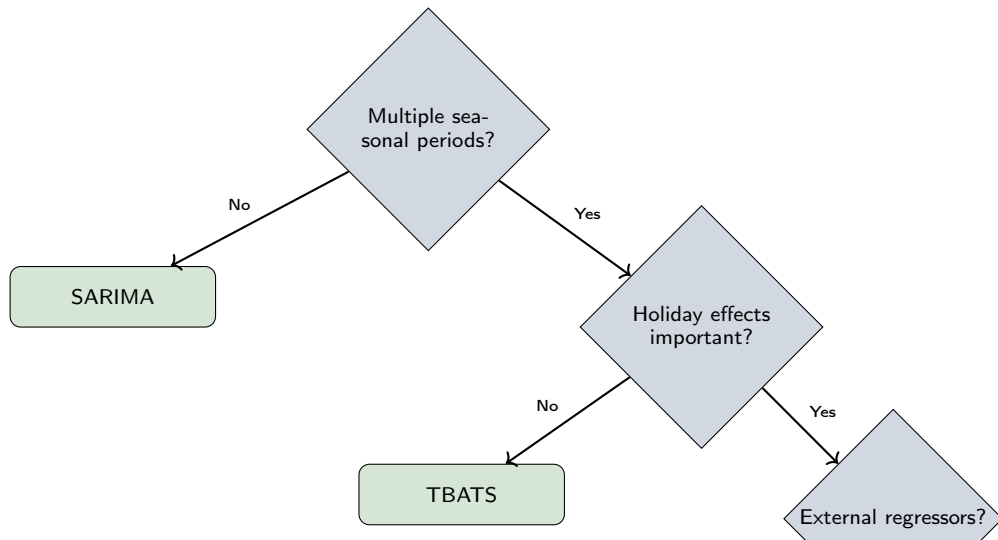 Multiple sea-
sonal periods?
No
Yes
SARIMA
Holiday effects
important?
No
Yes
TBATS
External regressors?